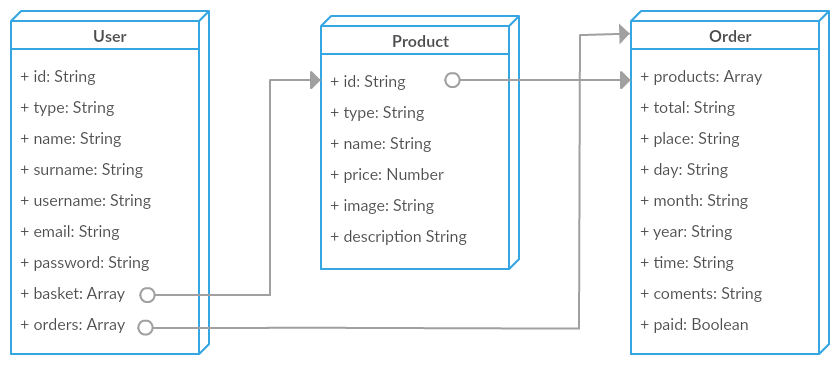 User
+ id: String
+ type: String
+ name: String
+ surname: String
+ username: String
+ email: String
+ password: String
+ basket: Array
+ orders: Array
Product
+ id: String
+ type: String
+ name: String
+ price: Number
+ image: String
+ description String
Order
+ products: Array
+ total: String
+ place: String
+ day: String
+ month: String
+ year: String
+ time: String
+ coments: String
+ paid: Boolean